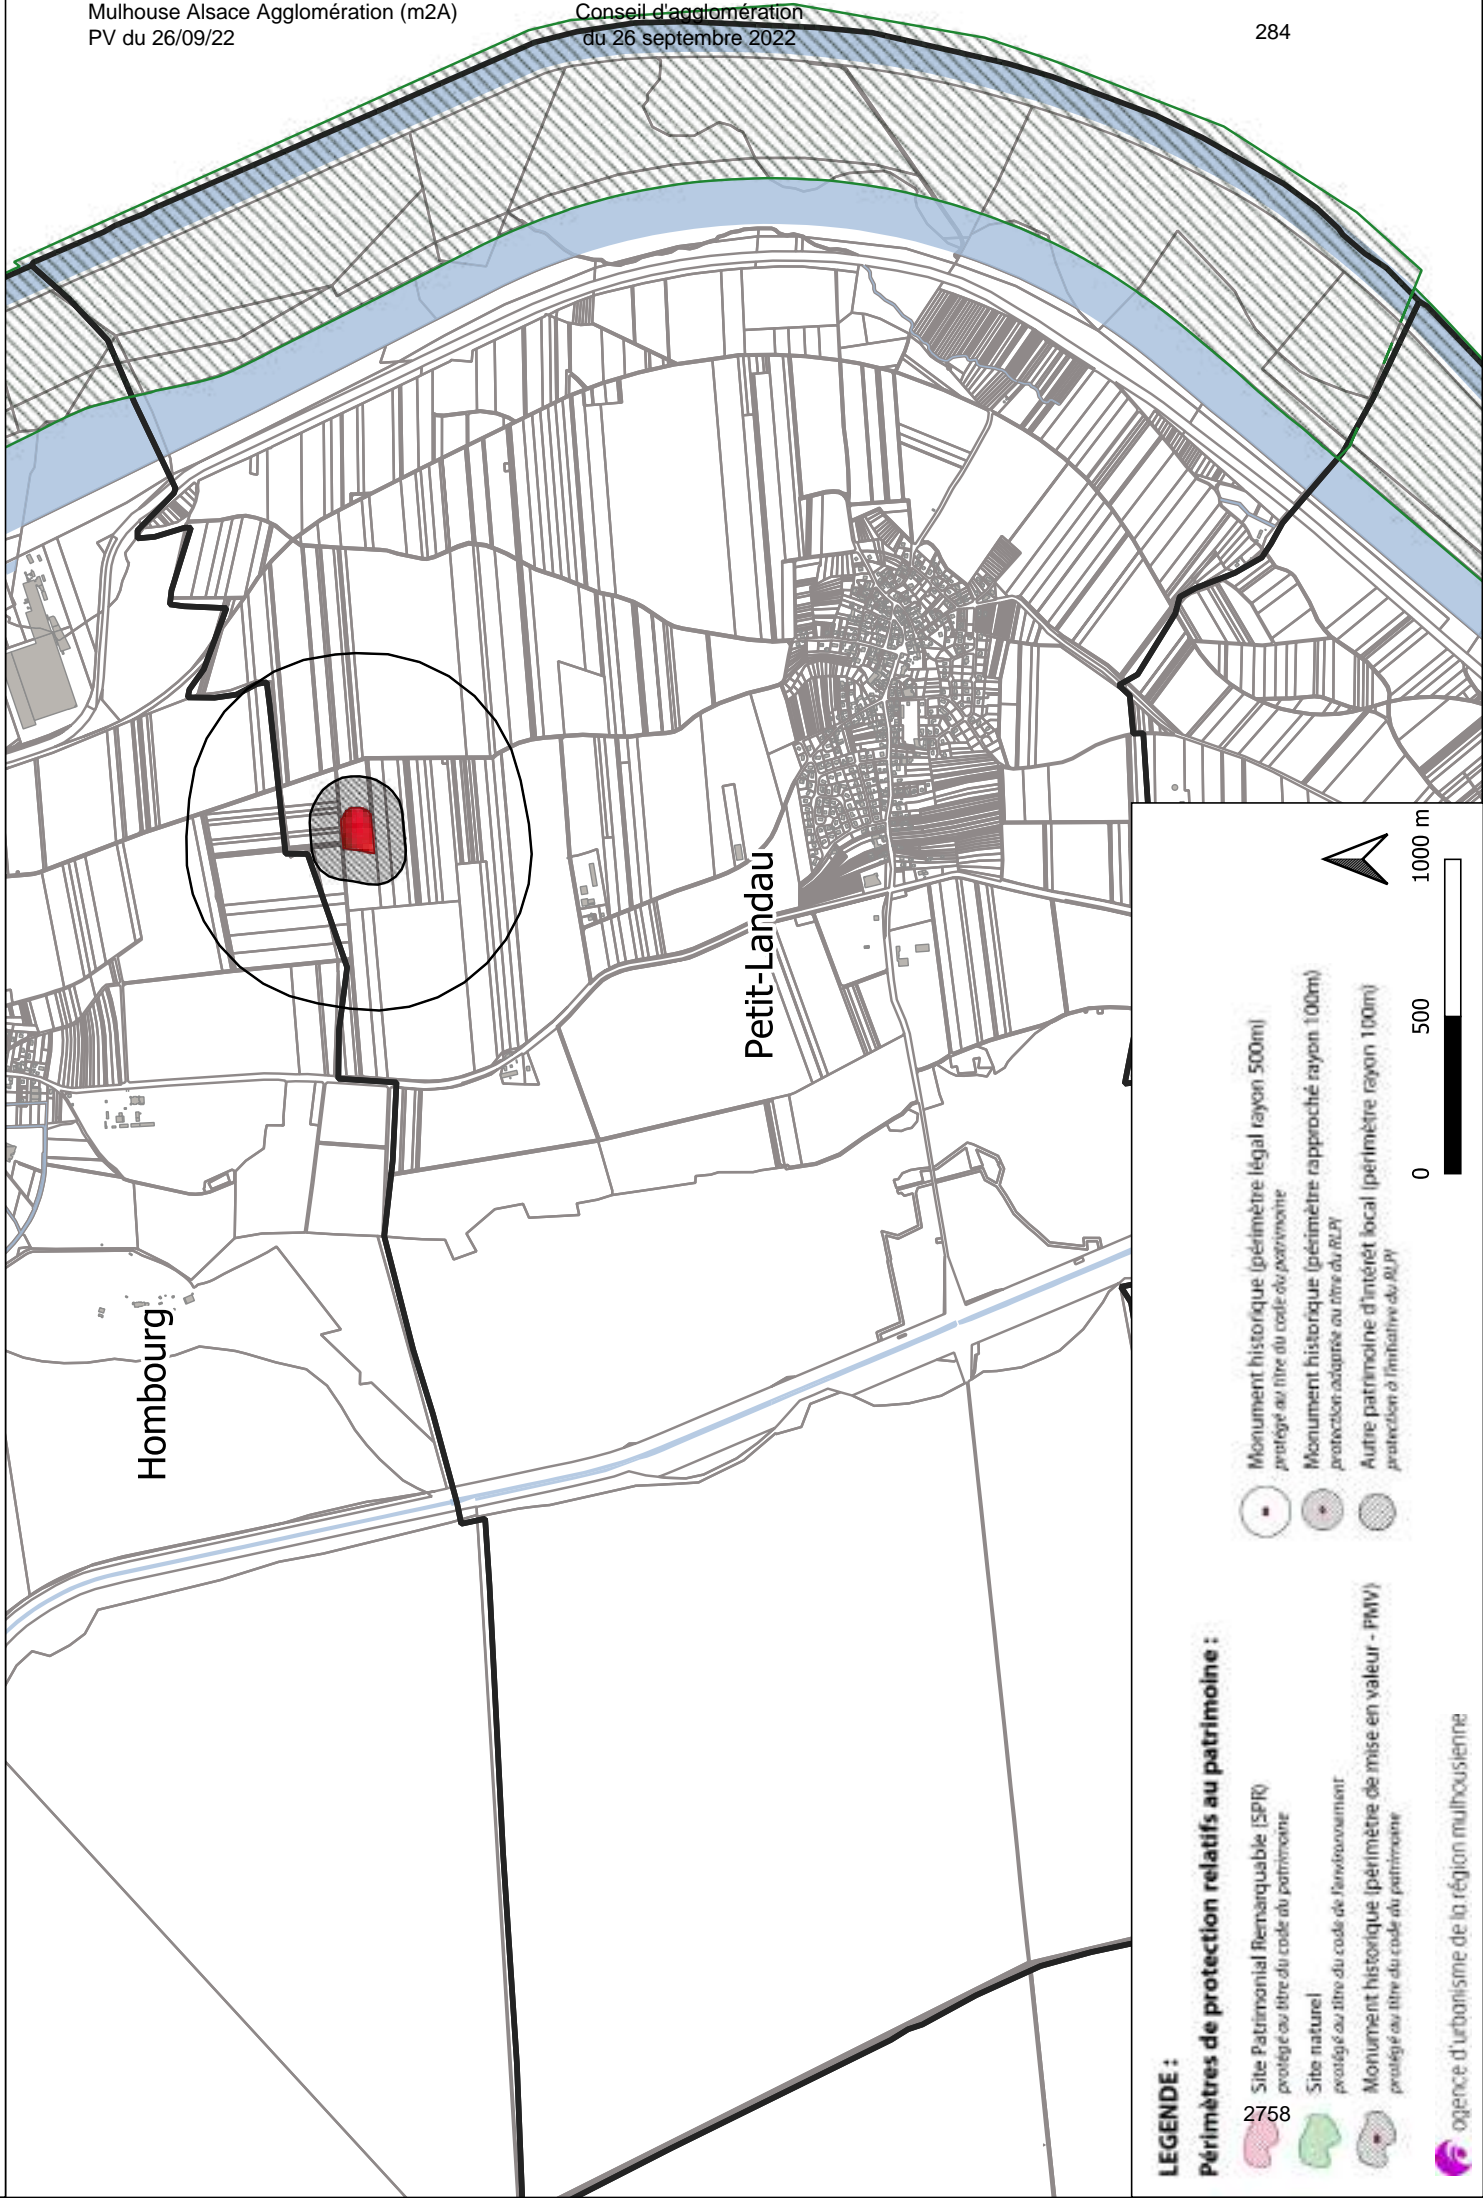 Mulhouse Alsace Agglomération (m2A)
PV du 26/09/22
Conseil d'agglomération
du 26 septembre 2022
284
Hombourg
Petit-Landau
LEGENDE :
Périmètres de protection relatifs au patrimoine :
Site Patrimonial Remarquable (SPR)
protégé au titre du code du patrimoine
Site naturel
protégé au titre du code de l'environnement
Monument historique (périmètre de mise en valeur - PMV)
protégé au titre du code du patrimoine
Monument historique (périmètre légal rayon 500m)
protégé au titre du code du patrimoine
Monument historique (périmètre rapproché rayon 100m)
protection adaptée au titre du RLPi
Autre patrimoine d'intérêt local (périmètre rayon 100m)
protection à l'initiative du RLPi
0 500 1000 m
agence d'urbanisme de la région mulhousienne
2758